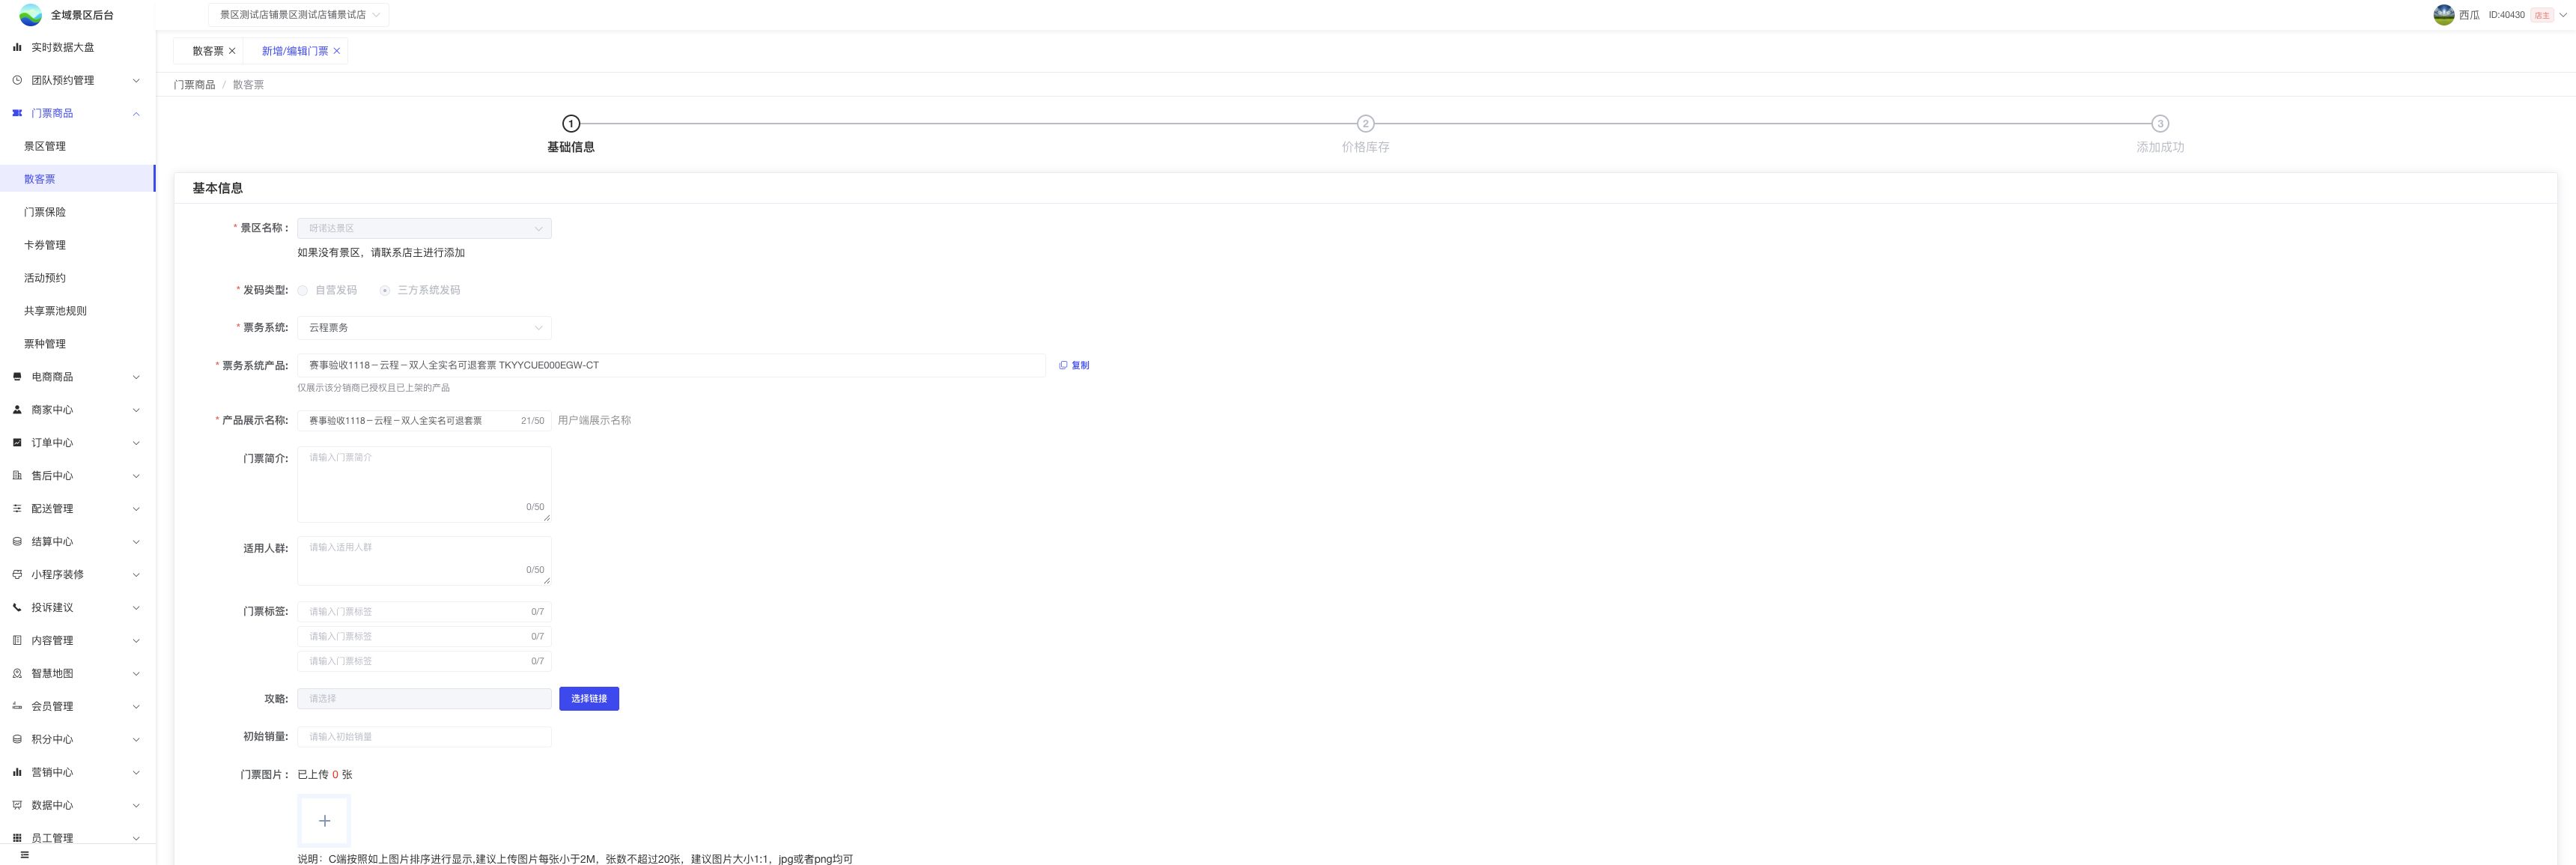 全域景区后台
景区测试店铺景区测试店铺景试店
西瓜 ID:40430 店主
实时数据大盘
团队预约管理
门票商品
景区管理
散客票
门票保险
卡券管理
活动预约
共享票池规则
票种管理
电商商品
商家中心
订单中心
售后中心
配送管理
结算中心
小程序装修
投诉建议
内容管理
智慧地图
会员管理
积分中心
营销中心
数据中心
员工管理
散客票 新增/编辑门票
门票商品 / 散客票
1 2 3
基础信息 价格库存 添加成功
基本信息
* 景区名称： 呀诺达景区
如果没有景区，请联系店主进行添加
* 发码类型: 自营发码 三方系统发码
* 票务系统: 云程票务
* 票务系统产品: 赛事验收1118－云程－双人全实名可退套票 TKYYCUE000EGW-CT 复制
仅展示该分销商已授权且已上架的产品
* 产品展示名称: 赛事验收1118－云程－双人全实名可退套票 21/50 用户端展示名称
门票简介: 请输入门票简介
0/50
适用人群: 请输入适用人群
0/50
门票标签: 请输入门票标签 0/7
请输入门票标签 0/7
请输入门票标签 0/7
攻略: 请选择 选择链接
初始销量: 请输入初始销量
门票图片： 已上传 0 张
说明：C端按照如上图片排序进行显示,建议上传图片每张小于2M，张数不超过20张，建议图片大小1:1，jpg或者png均可